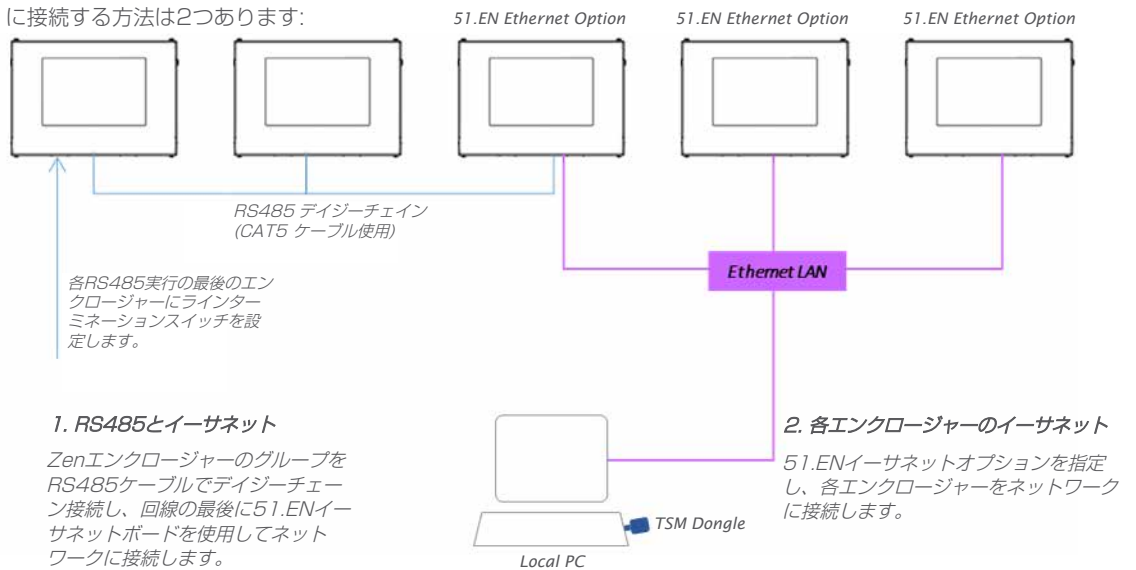 に接続する方法は2つあります:
51.EN Ethernet Option
51.EN Ethernet Option
51.EN Ethernet Option
RS485 デイジーチェイン
(CAT5 ケーブル使用)
Ethernet LAN
各RS485実行の最後のエン
クロージャーにラインター
ミネーションスイッチを設
定します。
1. RS485とイーサネット
Zenエンクロージャーのグループを
RS485ケーブルでデイジーチェー
ン接続し、回線の最後に51.ENイー
サネットボードを使用してネット
ワークに接続します。
2. 各エンクロージャーのイーサネット
51.ENイーサネットオプションを指定
し、各エンクロージャーをネットワーク
に接続します。
TSM Dongle
Local PC